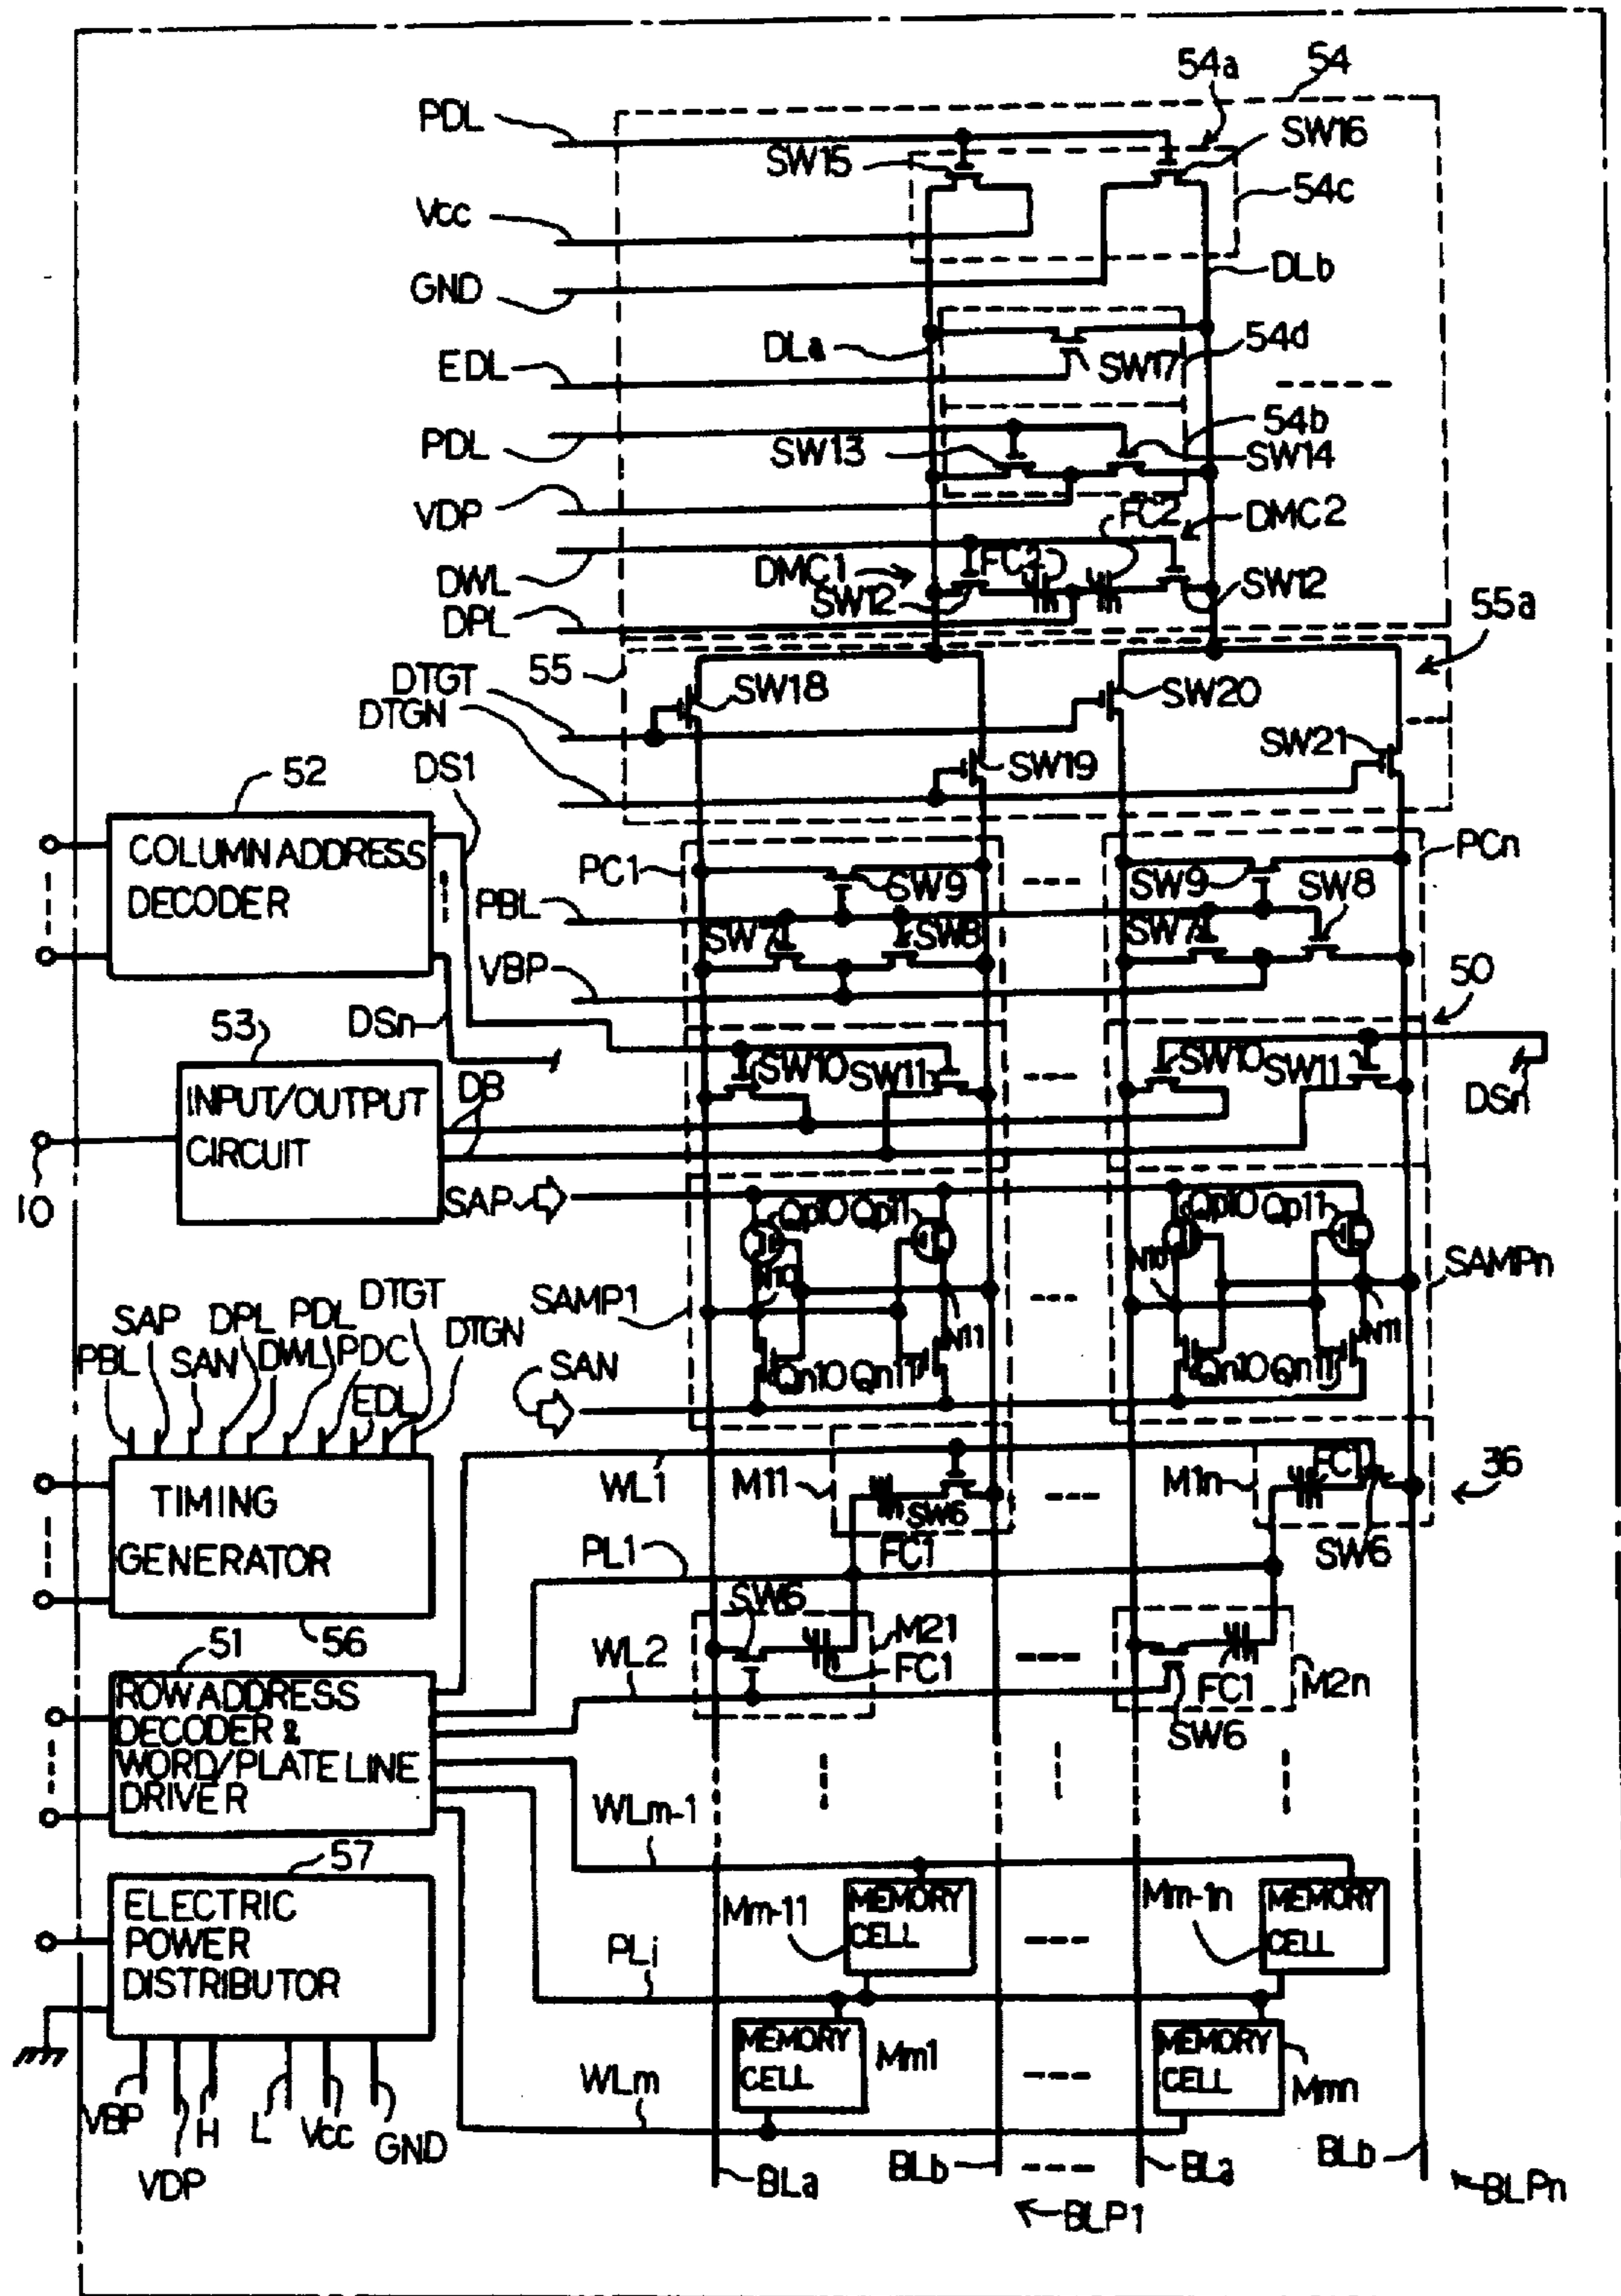 54a
54
PDL
SW15
SW16
54c
Vcc
GND
DLb
DLa
54d
EDL
SW17
54b
PDL
SW13
SW14
VDP
FC2
DMC2
DWL
DMC1
FC2
SW12
SW12
DPL
55a
55
DTGT
SW18
SW20
DTGN
SW21
52
DS1
SW19
COLUMN ADDRESS
DECODER
PC1
SW9
SW9
SW8
PCn
PBL
SW7
SW8
SW7
VBP
50
53
DSn
SW10
SW11
SW10
SW11
DB
DSn
INPUT/OUTPUT
CIRCUIT
10
SAP
Qp10
Qp11
Qp10
Qp11
N10
N10
SAMPn
SAMP1
N11
N11
DTGT
PDL
DPL
SAP
DTGN
PBL
SAN
DWL
PDC
SAN
EDL
Qn10
Qn11
Qn10
Qn11
WL1
M11
M1n
FC1
36
TIMING
GENERATOR
SW6
FC1
SW6
PL1
SW6
56
51
M21
WL2
FC1
FC1
M2n
SW6
ROW ADDRESS
DECODER &
WORD/PLATE LINE
DRIVER
WLm-1
57
ELECTRIC
POWER
DISTRIBUTOR
Mm-11
MEMORY
CELL
Mm-1n
MEMORY
CELL
PLi
MEMORY
CELL
Mm1
MEMORY
CELL
Mmn
WLm
VBP
VDP
H
L
Vcc
GND
BLa
BLb
BLa
BLb
BLP1
BLPn